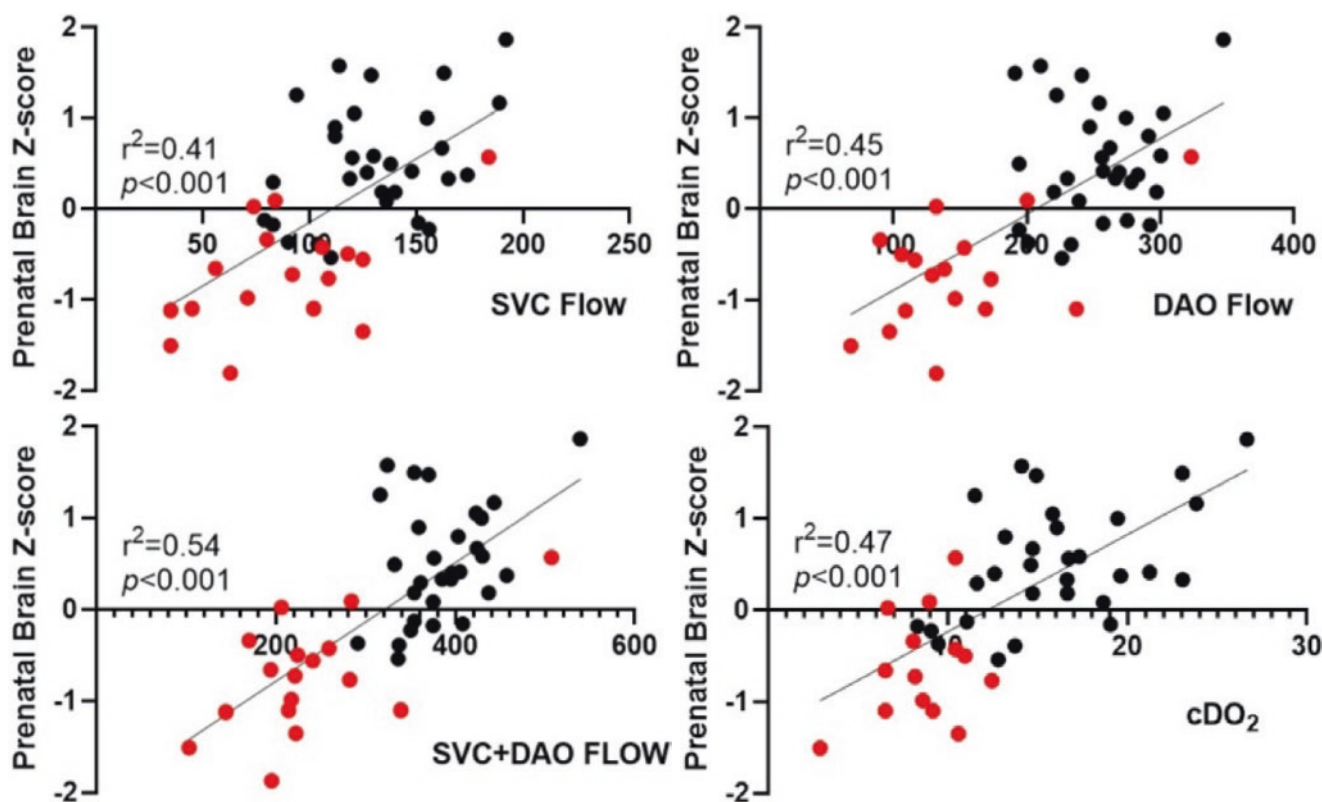 Prenatal Brain Z-score
2
1
0
-1
-2
r²=0.41
p<0.001
50
100
150
200
250
SVC Flow
Prenatal Brain Z-score
2
1
0
-1
-2
r²=0.45
p<0.001
100
200
300
400
DAO Flow
Prenatal Brain Z-score
2
1
0
-1
-2
r²=0.54
p<0.001
200
400
600
SVC+DAO FLOW
Prenatal Brain Z-score
2
1
0
-1
-2
r²=0.47
p<0.001
10
20
30
cDO₂